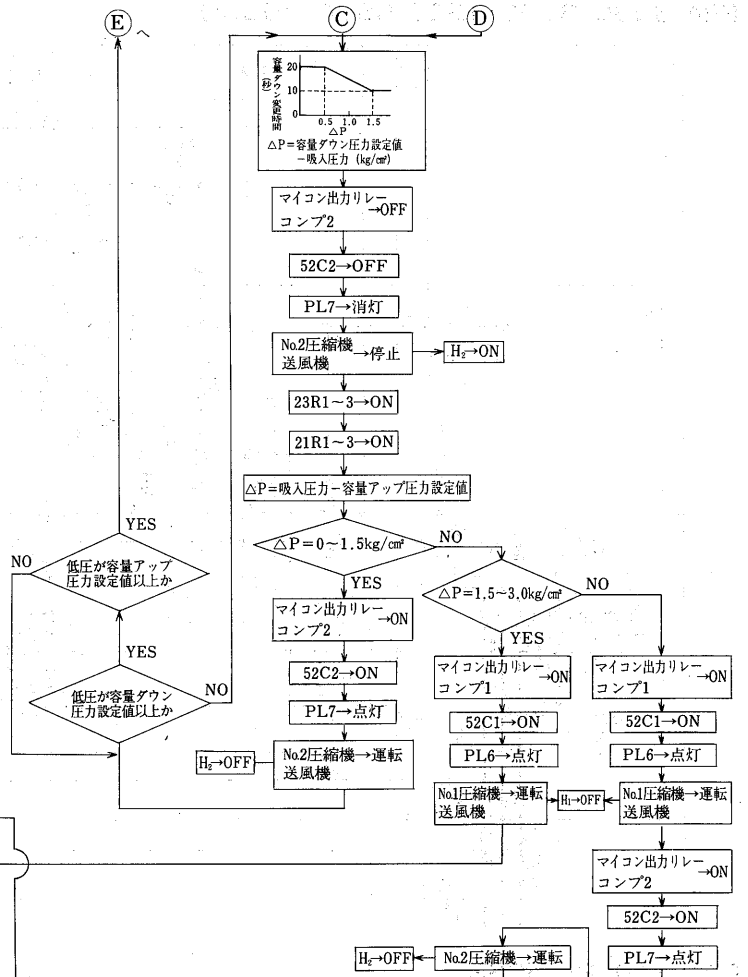 E
へ
C
D
容量ダウン変更時間
(秒)
20
10
0
0.5 1.0 1.5
△P
△P=容量ダウン圧力設定値
−吸入圧力 (kg/cm²)
マイコン出力リレー
コンプ2
→OFF
52C2→OFF
PL7→消灯
No.2圧縮機
送風機
→停止
H₂→ON
23R1~3→ON
21R1~3→ON
△P=吸入圧力−容量アップ圧力設定値
△P=0~1.5kg/cm²
NO
YES
△P=1.5~3.0kg/cm²
NO
YES
YES
NO
低圧が容量アップ
圧力設定値以上か
YES
低圧が容量ダウン
圧力設定値以上か
NO
マイコン出力リレー
コンプ2
→ON
52C2→ON
PL7→点灯
No.2圧縮機→運転
送風機
H₂→OFF
マイコン出力リレー
コンプ1
→ON
52C1→ON
PL6→点灯
No.1圧縮機→運転
送風機
H₁→OFF
マイコン出力リレー
コンプ1
→ON
52C1→ON
PL6→点灯
No.1圧縮機→運転
送風機
マイコン出力リレー
コンプ2
→ON
52C2→ON
PL7→点灯
H₂→OFF
No.2圧縮機→運転